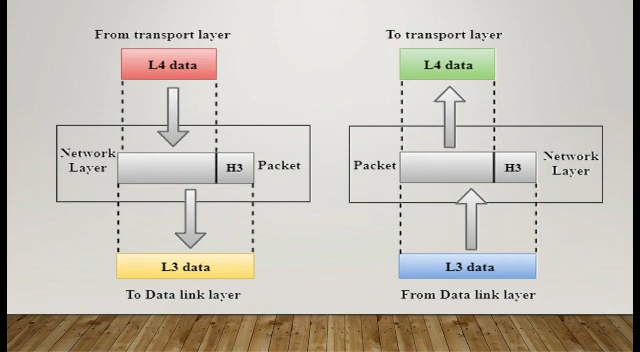 From transport layer
L4 data
Network
Layer
H3
Packet
L3 data
To Data link layer
To transport layer
L4 data
Packet
H3
Network
Layer
L3 data
From Data link layer